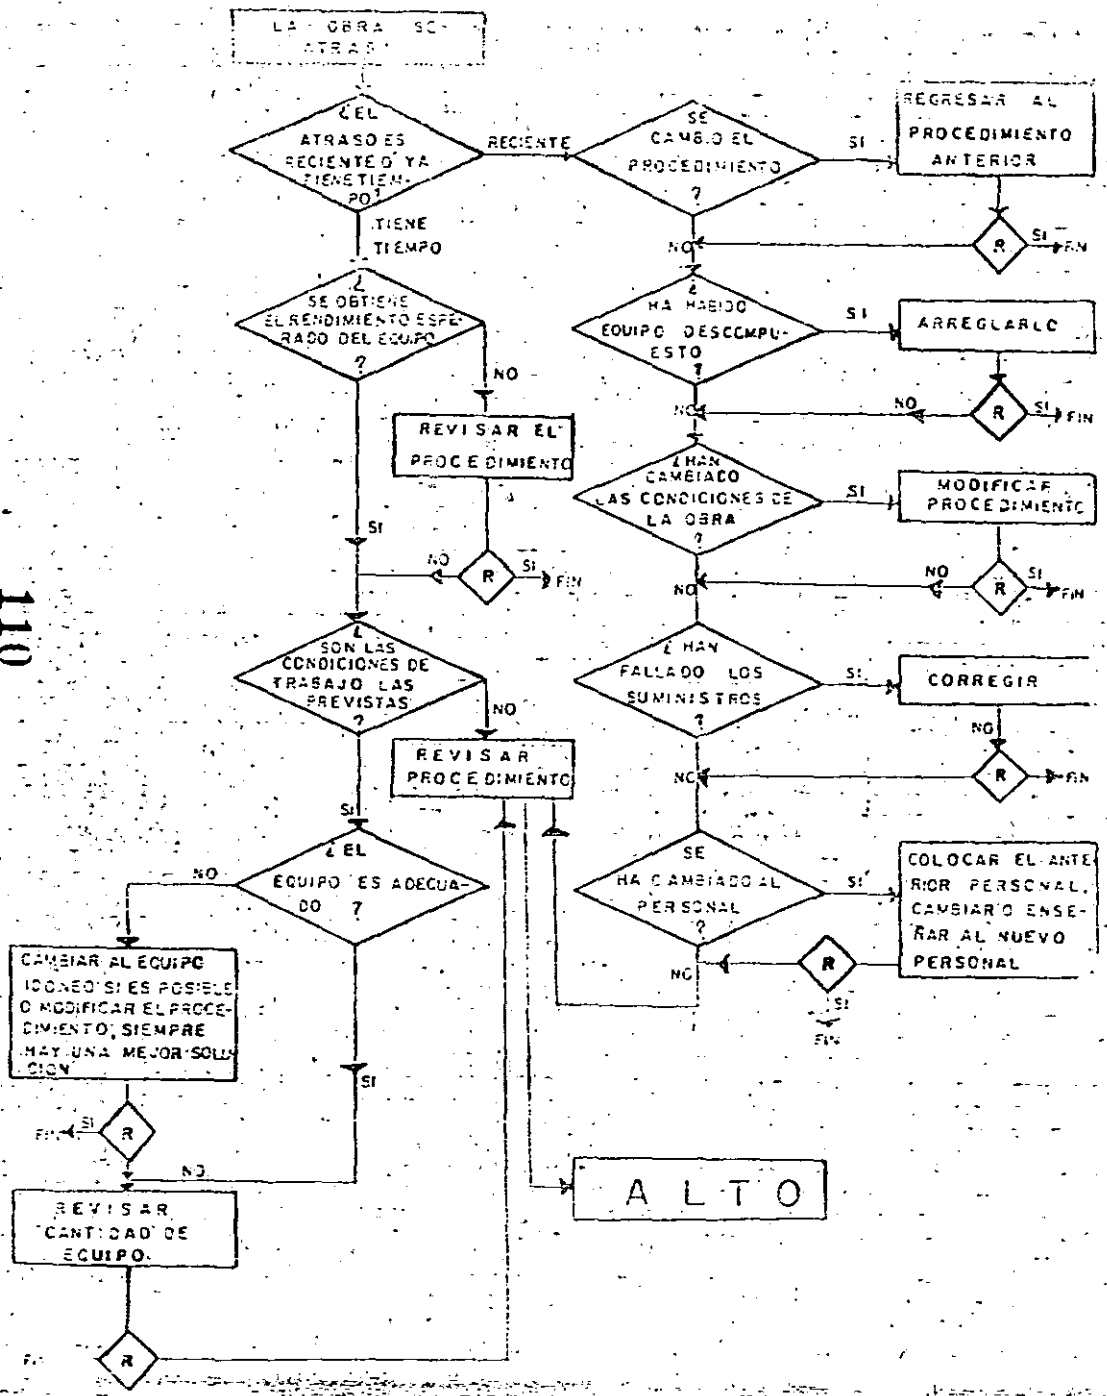 LA OBRA SE
ATRASA
¿EL
ATRASO ES
RECIENTE O YA
TIENE TIEM-
PO?
RECIENTE
SE
CAMBIO EL
PROCEDIMIENTO
?
SI
REGRESAR AL
PROCEDIMIENTO
ANTERIOR
R
SI
FIN
NO
TIENE
TIEMPO
¿
SE OBTIENE
EL RENDIMIENTO ESPE-
RADO DEL EQUIPO
?
NO
REVISAR EL
PROCEDIMIENTO
SI
NO
R
SI
FIN
¿
HA HABIDO
EQUIPO DESCOMPU-
ESTO
?
SI
ARREGLARLO
NO
NO
R
SI
FIN
¿HAN
CAMBIADO
LAS CONDICIONES DE
LA OBRA
?
SI
MODIFICAR
PROCEDIMIENTO
NO
NO
R
SI
FIN
110
¿
SON LAS
CONDICIONES DE
TRABAJO LAS
PREVISTAS
?
NO
REVISAR
PROCEDIMIENTO
SI
¿HAN
FALLADO LOS
SUMINISTROS
?
SI
CORREGIR
NO
NO
R
FIN
¿EL
EQUIPO ES ADECUA-
DO ?
NO
SE
HA CAMBIADO AL
PERSONAL
?
SI
COLOCAR EL ANTE
RIOR PERSONAL,
CAMBIAR O ENSE-
ÑAR AL NUEVO
PERSONAL
NO
R
SI
FIN
CAMBIAR AL EQUIPO
IDONEO SI ES POSIBLE
O MODIFICAR EL PROCE-
DIMIENTO, SIEMPRE
HAY UNA MEJOR SOLU
CION
SI
FIN
SI
R
NO
ALTO
REVISAR
CANTIDAD DE
EQUIPO.
R